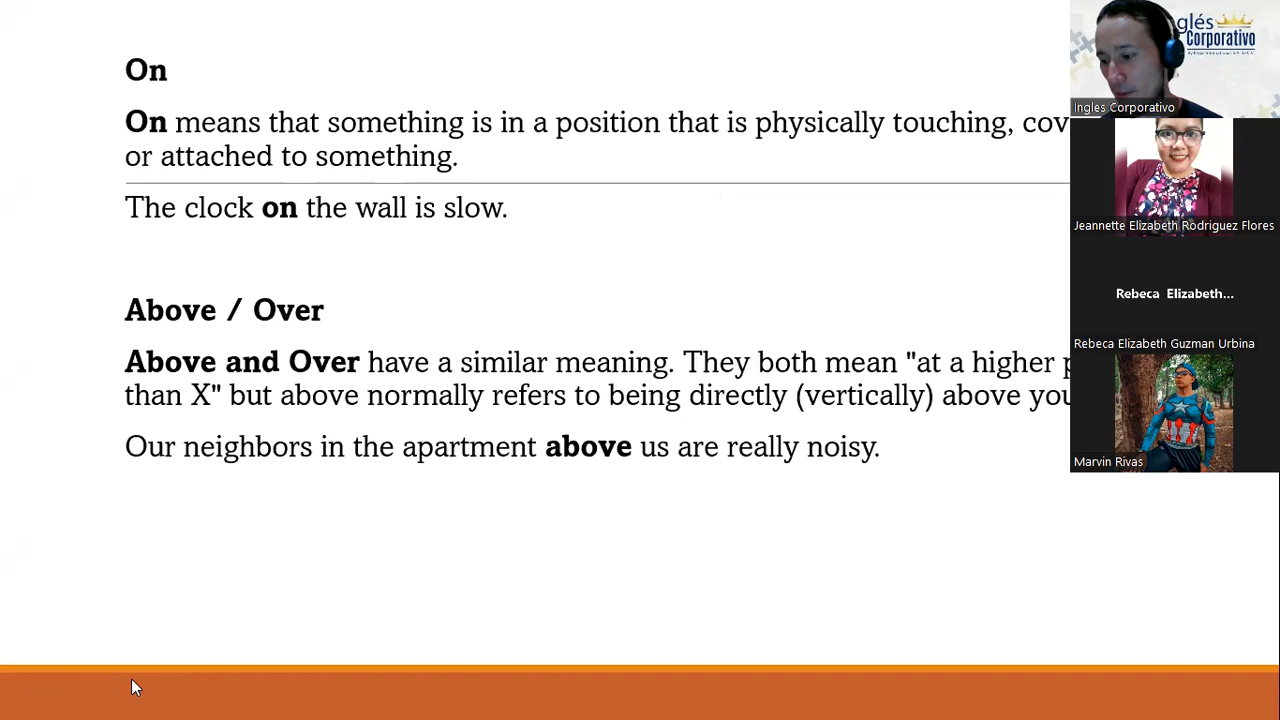 On
On means that something is in a position that is physically touching, cov
or attached to something.
The clock on the wall is slow.
Above / Over
Above and Over have a similar meaning. They both mean "at a higher p
than X" but above normally refers to being directly (vertically) above you
Our neighbors in the apartment above us are really noisy.
glés
Corporativo
Ingles Corporativo
Jeannette Elizabeth Rodriguez Flores
Rebeca Elizabeth...
Rebeca Elizabeth Guzman Urbina
Marvin Rivas